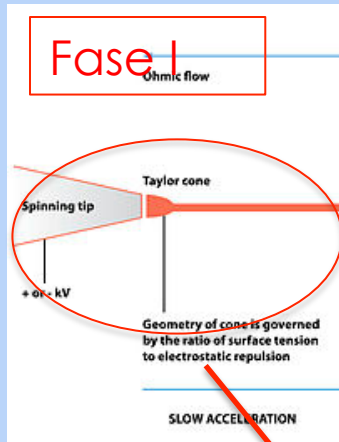 Fase I
Ohmic flow
Taylor cone
Spinning tip
+ or - kV
Geometry of cone is governed
by the ratio of surface tension
to electrostatic repulsion
SLOW ACCELERATION